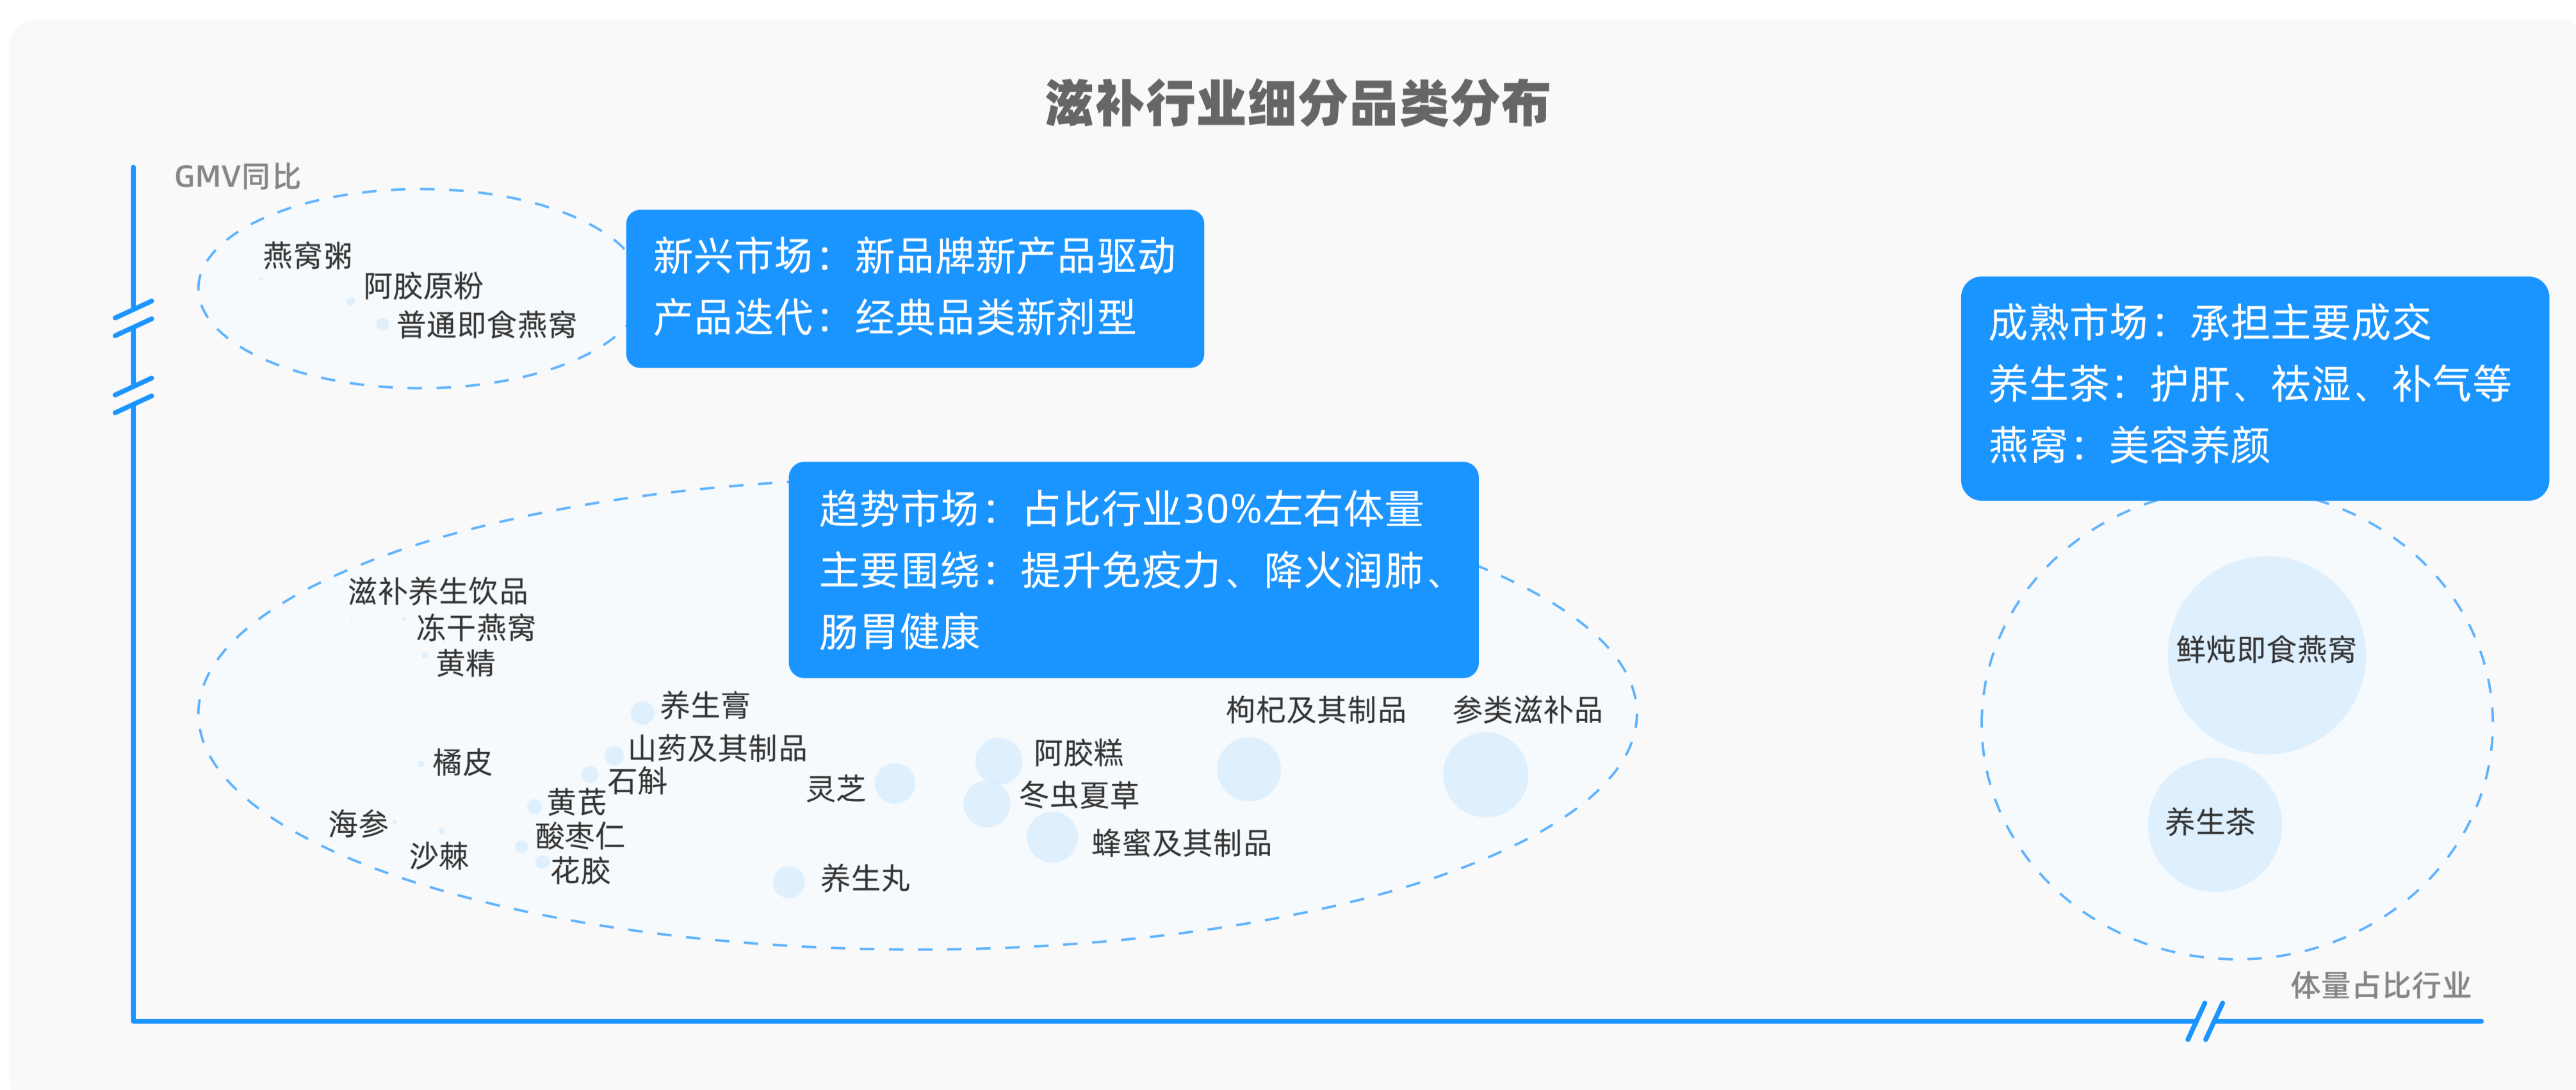 滋补行业细分品类分布
GMV同比
燕窝粥
阿胶原粉
普通即食燕窝
新兴市场：新品牌新产品驱动
产品迭代：经典品类新剂型
成熟市场：承担主要成交
养生茶：护肝、祛湿、补气等
燕窝：美容养颜
趋势市场：占比行业30%左右体量
主要围绕：提升免疫力、降火润肺、
肠胃健康
滋补养生饮品
冻干燕窝
黄精
养生膏
山药及其制品
石斛
橘皮
黄芪
海参
酸枣仁
沙棘
花胶
灵芝
养生丸
阿胶糕
冬虫夏草
蜂蜜及其制品
枸杞及其制品
参类滋补品
鲜炖即食燕窝
养生茶
体量占比行业